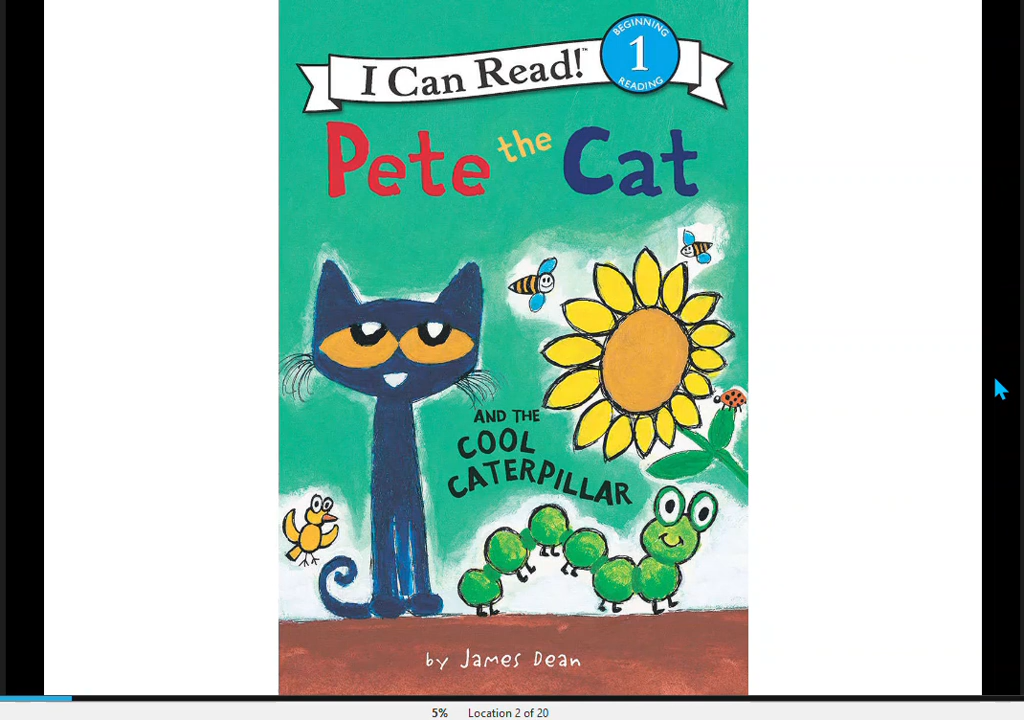 BEGINNING
1
READING
I Can Read!™
Pete the Cat
AND THE
COOL
CATERPILLAR
by James Dean
5% Location 2 of 20